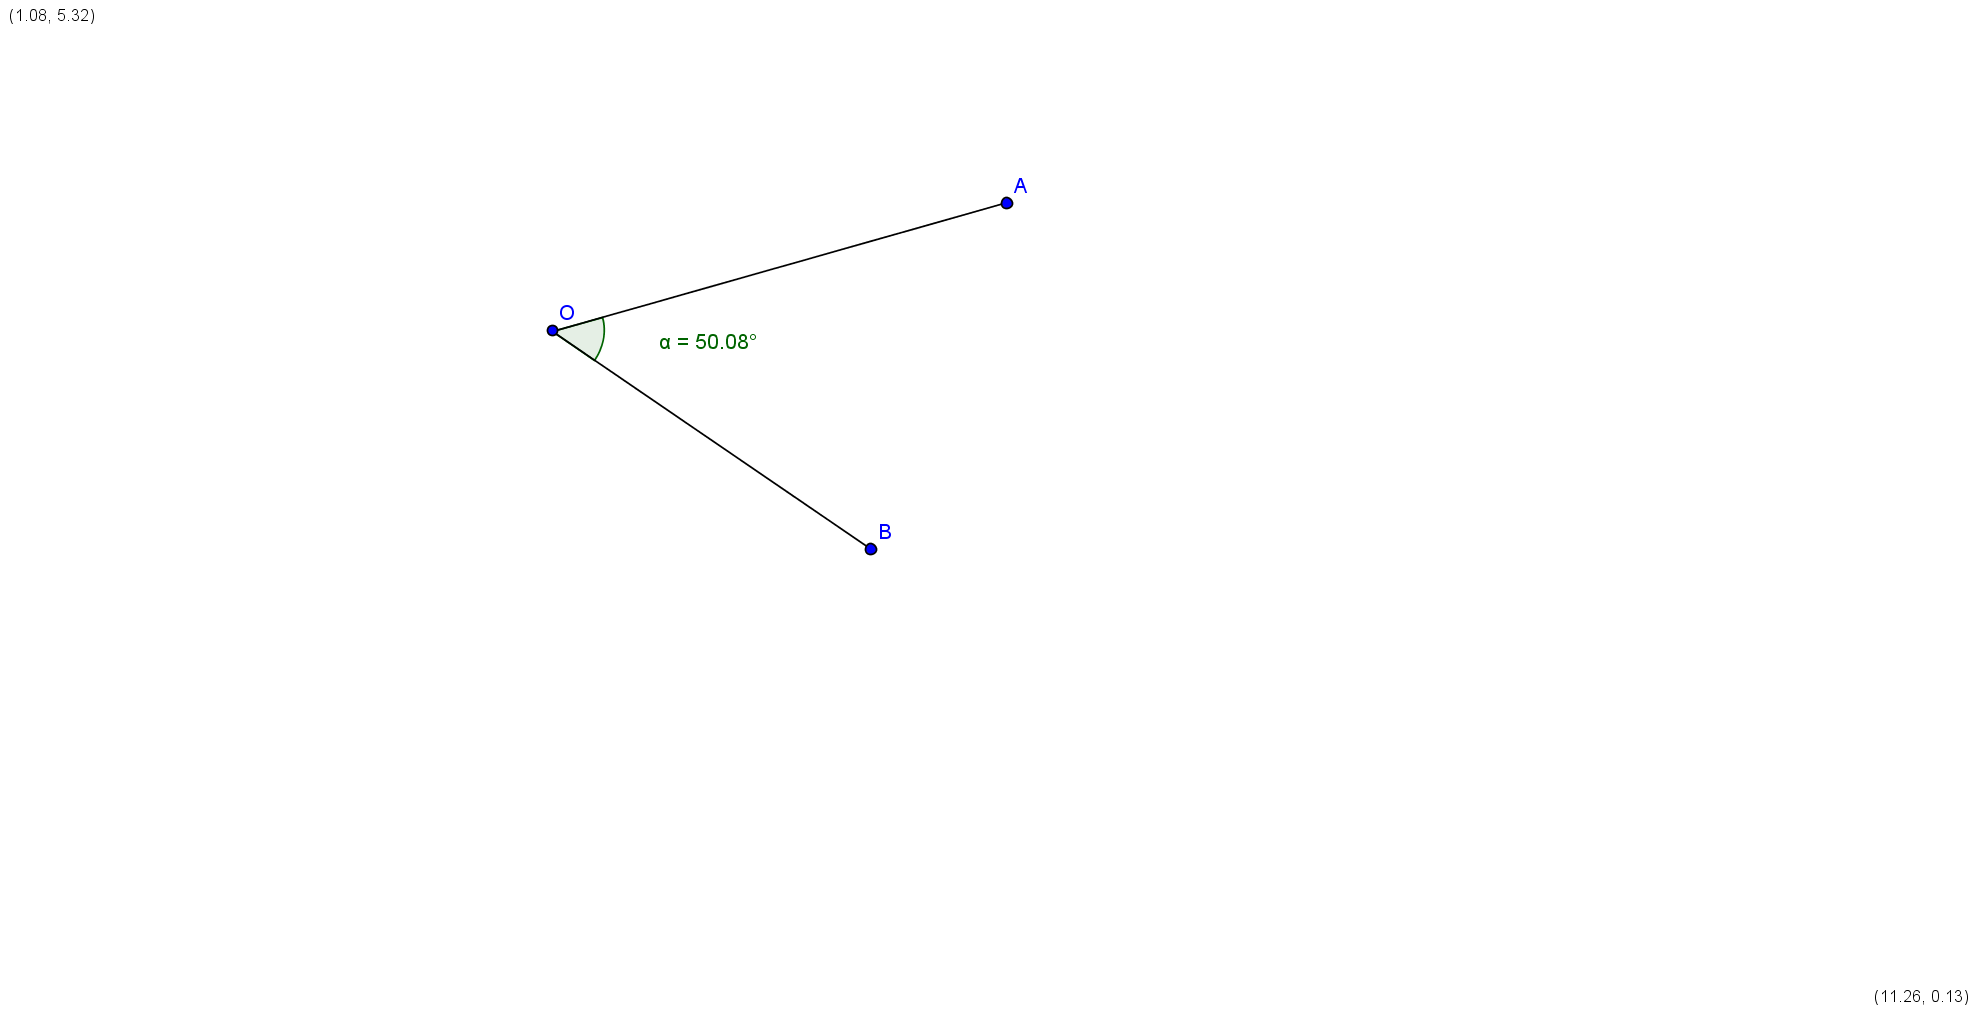 (1.08, 5.32)
A
O
α = 50.08°
B
(11.26, 0.13)